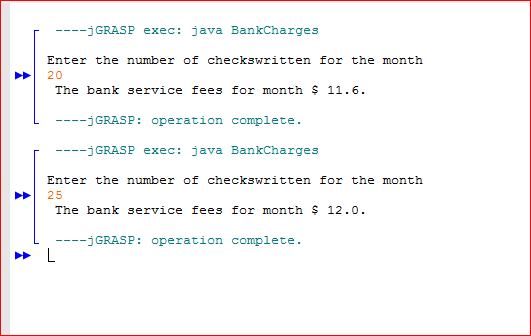 ----jGRASP exec: java BankCharges
Enter the number of checkswritten for the month
20
The bank service fees for month $ 11.6.
----jGRASP: operation complete.
----jGRASP exec: java BankCharges
Enter the number of checkswritten for the month
25
The bank service fees for month $ 12.0.
----jGRASP: operation complete.